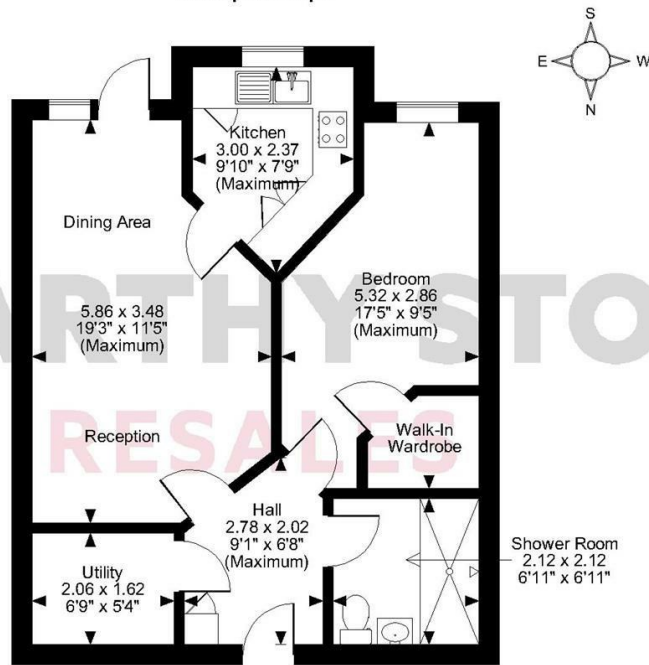 S
E
W
N
Kitchen
3.00 x 2.37
9'10" x 7'9"
(Maximum)
Dining Area
5.86 x 3.48
19'3" x 11'5"
(Maximum)
Bedroom
5.32 x 2.86
17'5" x 9'5"
(Maximum)
ARTHY STO
RESALES
Reception
Walk-In
Wardrobe
Hall
2.78 x 2.02
9'1" x 6'8"
(Maximum)
Utility
2.06 x 1.62
6'9" x 5'4"
Shower Room
2.12 x 2.12
6'11" x 6'11"